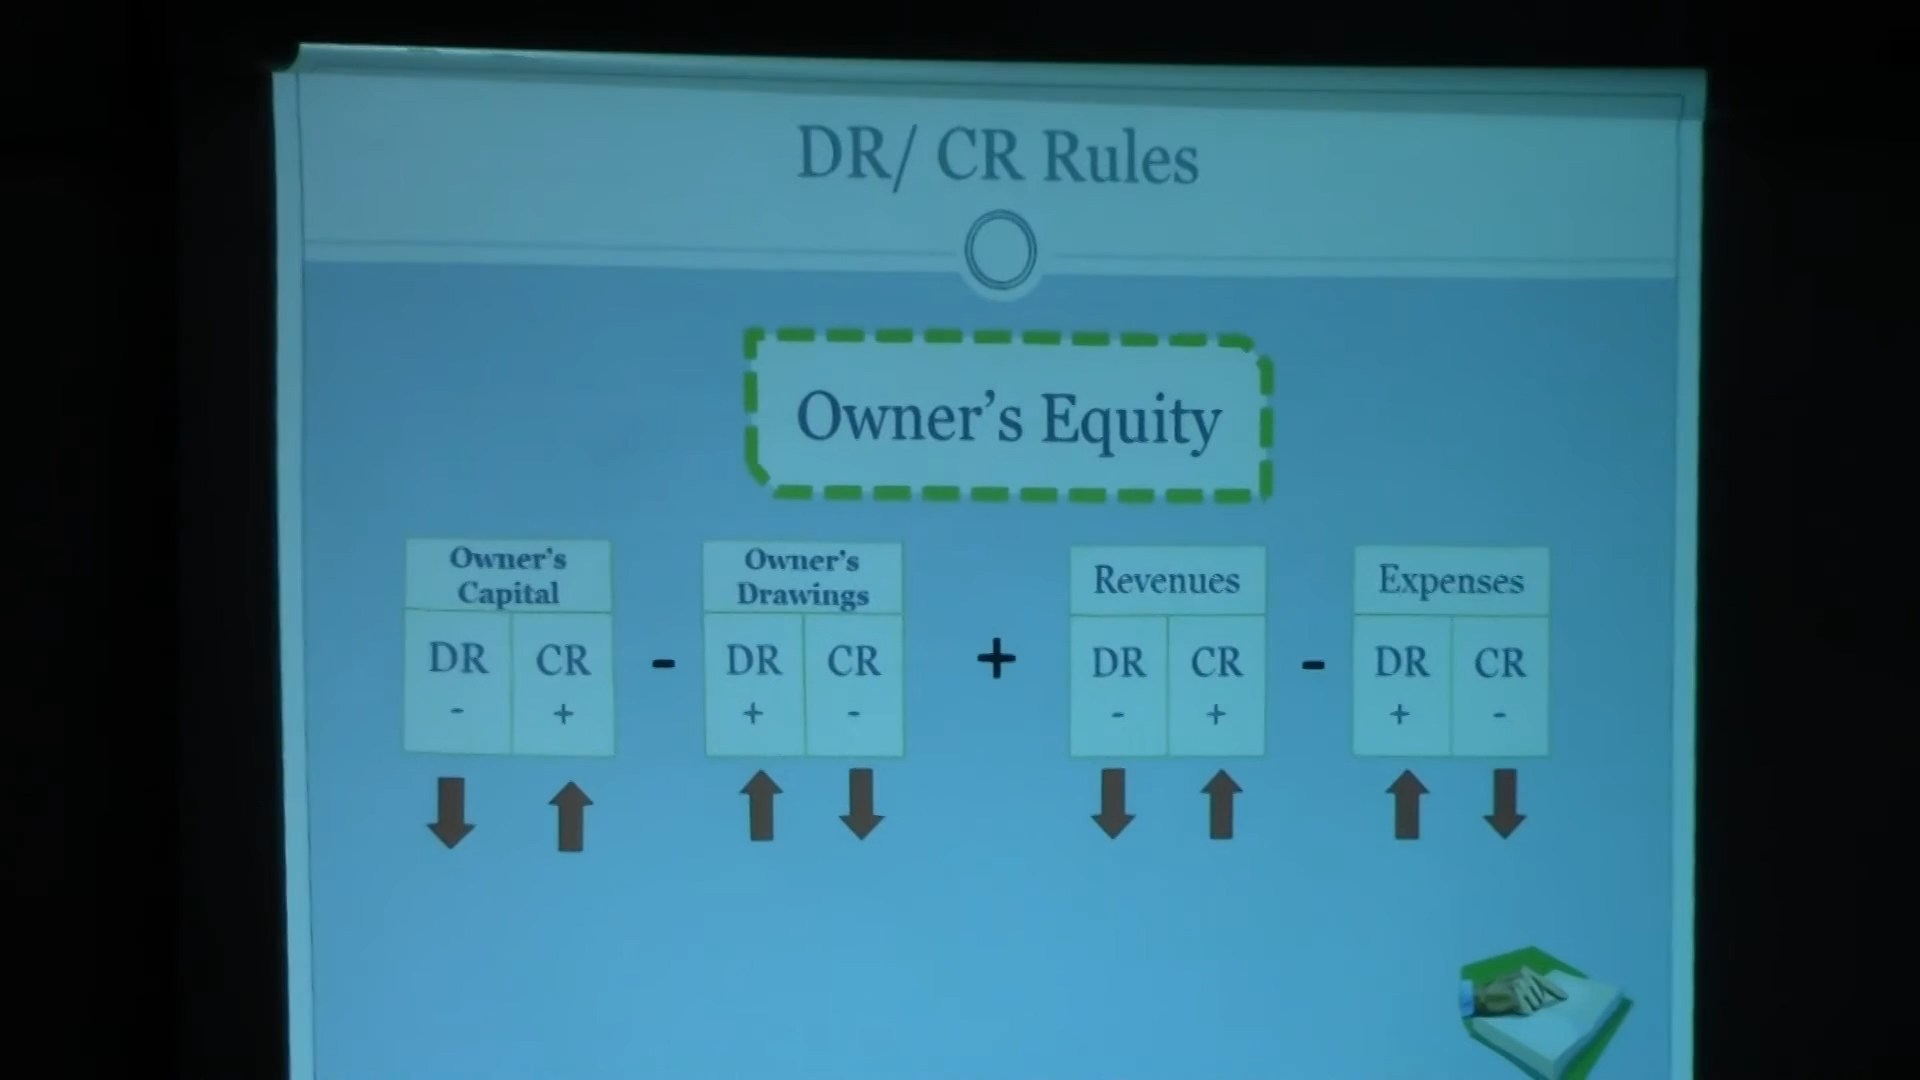 DR/ CR Rules
Owner's Equity
Owner's
Capital
Owner's
Drawings
Revenues
Expenses
DR CR - DR CR + DR CR - DR CR
- + + - - + + -